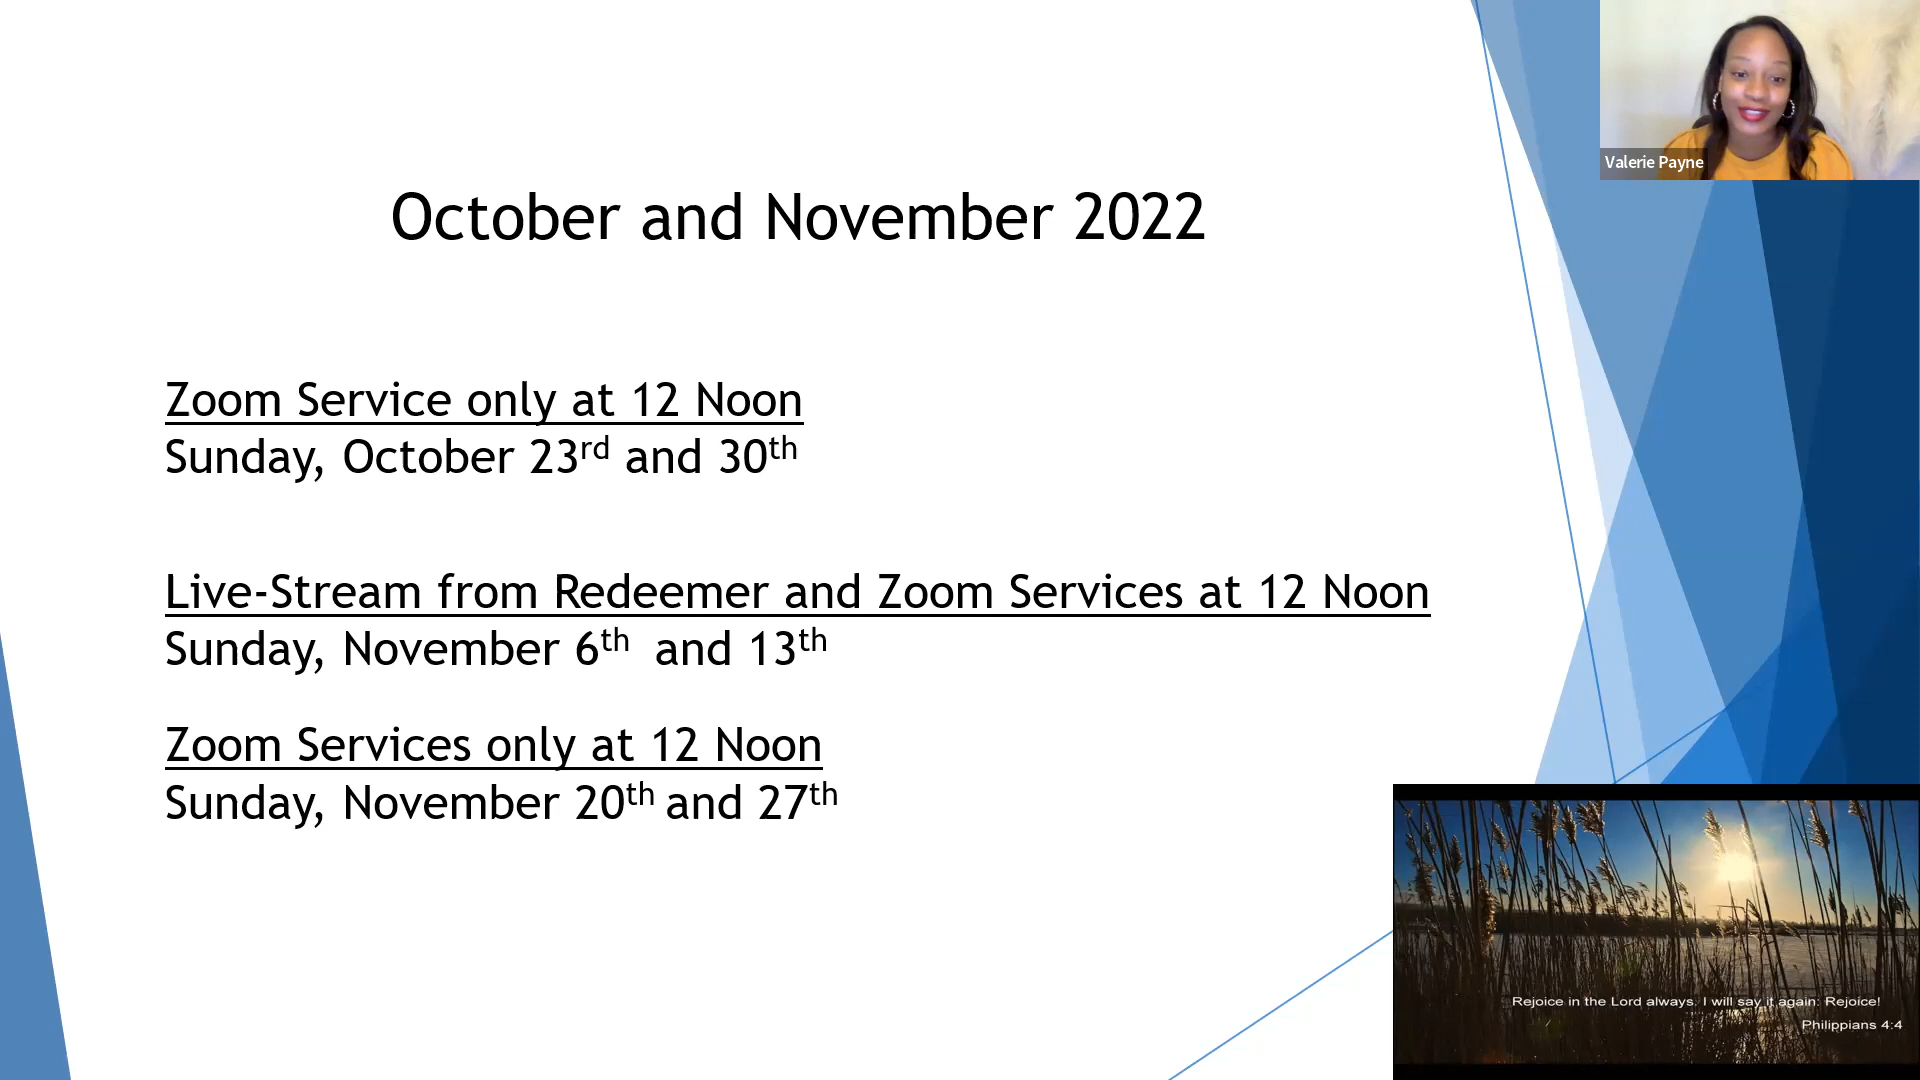 Valerie Payne
October and November 2022
Zoom Service only at 12 Noon
Sunday, October 23rd and 30th
Live-Stream from Redeemer and Zoom Services at 12 Noon
Sunday, November 6th and 13th
Zoom Services only at 12 Noon
Sunday, November 20th and 27th
Rejoice in the Lord always. I will say it again: Rejoice!
Philippians 4:4